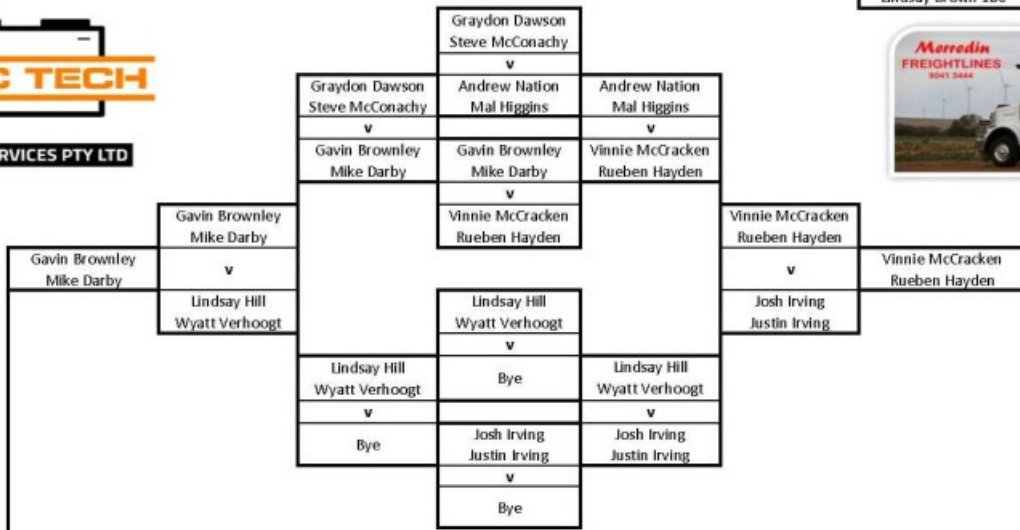 C TECH
RVICES PTY LTD
Merredin
FREIGHTLINES
9041 3444
Graydon Dawson
Steve McConachy
v
Andrew Nation
Mal Higgins
Gavin Brownley
Mike Darby
v
Vinnie McCracken
Rueben Hayden
Graydon Dawson
Steve McConachy
v
Gavin Brownley
Mike Darby
Andrew Nation
Mal Higgins
v
Vinnie McCracken
Rueben Hayden
Gavin Brownley
Mike Darby
v
Lindsay Hill
Wyatt Verhoogt
Gavin Brownley
Mike Darby
Vinnie McCracken
Rueben Hayden
v
Josh Irving
Justin Irving
Vinnie McCracken
Rueben Hayden
Lindsay Hill
Wyatt Verhoogt
v
Bye
Josh Irving
Justin Irving
v
Bye
Lindsay Hill
Wyatt Verhoogt
v
Bye
Lindsay Hill
Wyatt Verhoogt
v
Josh Irving
Justin Irving